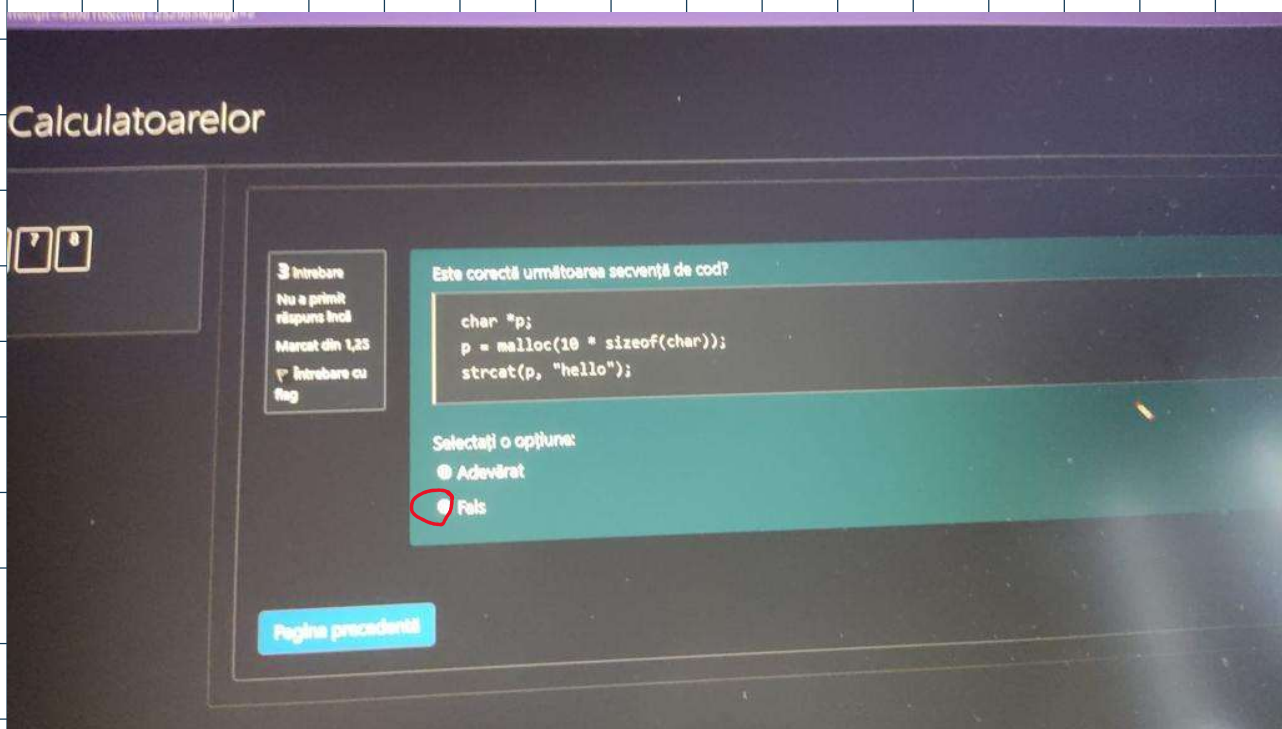 Calculatoarelor
7 8
3 Întrebare
Nu a primit
răspuns încă
Marcat din 1,25
Întrebare cu
flag
Este corectă următoarea secvență de cod?
char *p;
p = malloc(10 * sizeof(char));
strcat(p, "hello");
Selectați o opțiune:
Adevărat
Fals
Pagina precedentă